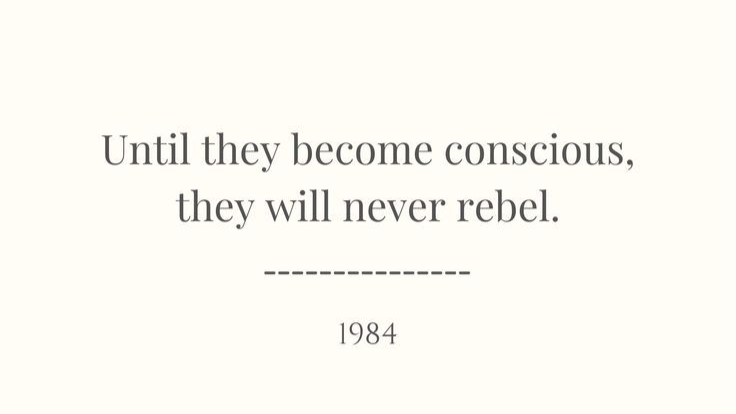 Until they become conscious,
they will never rebel.
---------------
1984